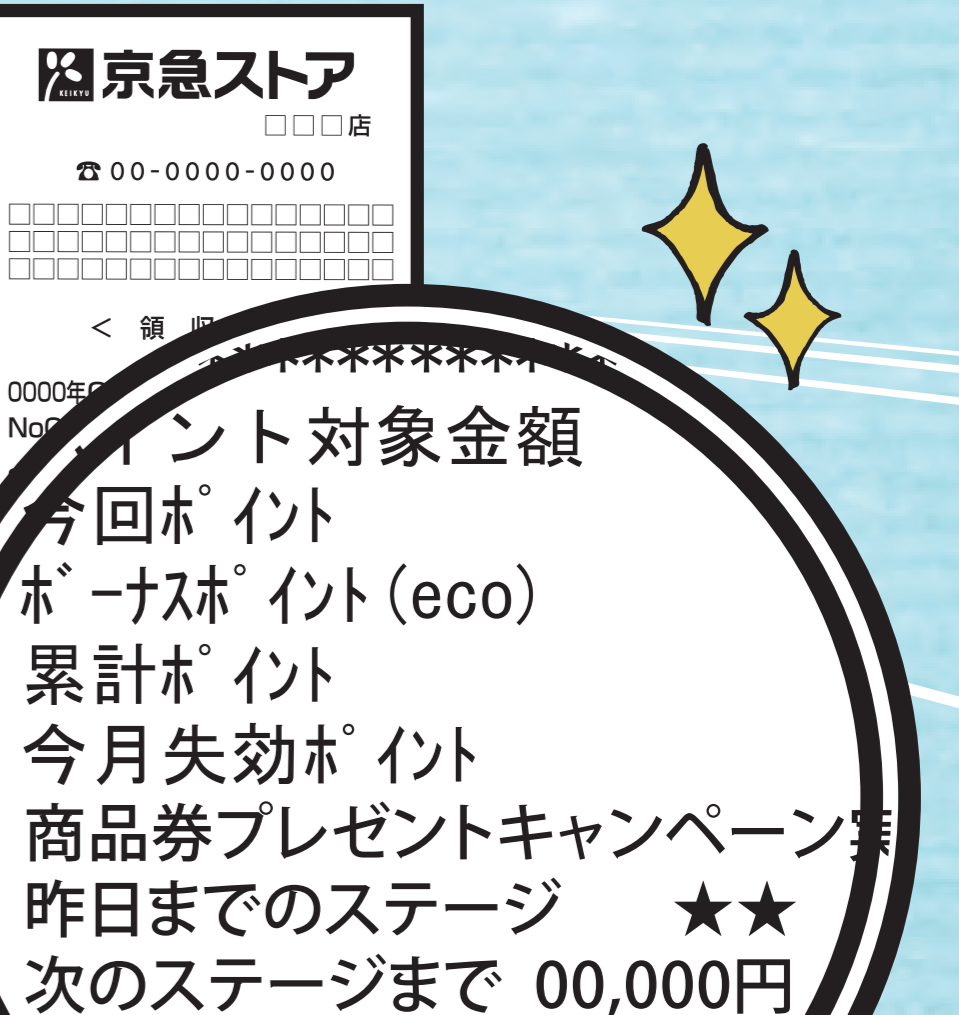 KEIKYU 京急ストア
□□□店
☎00-0000-0000
□□□□□□□□□□□□□□□□
□□□□□□□□□□□□□□□□
□□□□□□□□□□□□□□□□
< 領 収
************
0000年
No
イント対象金額
今回ポイント
ボーナスポイント(eco)
累計ポイント
今月失効ポイント
商品券プレゼントキャンペーン実
昨日までのステージ ★★
次のステージまで 00,000円